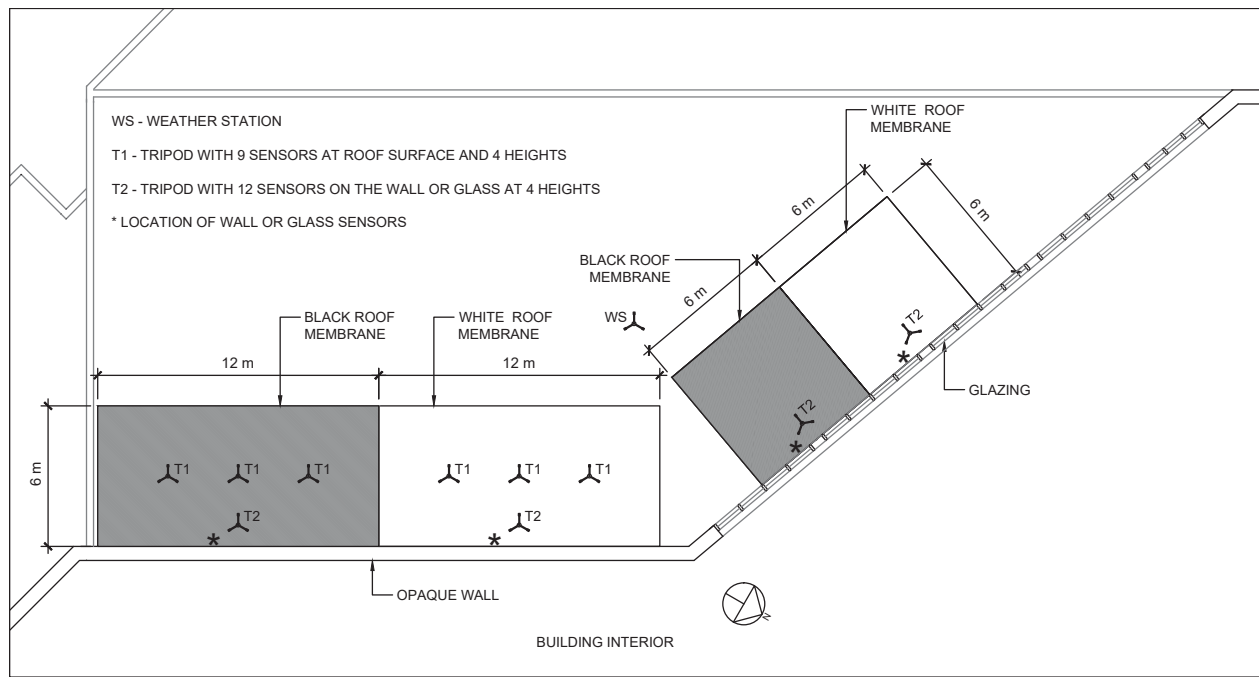 WS - WEATHER STATION
T1 - TRIPOD WITH 9 SENSORS AT ROOF SURFACE AND 4 HEIGHTS
T2 - TRIPOD WITH 12 SENSORS ON THE WALL OR GLASS AT 4 HEIGHTS
* LOCATION OF WALL OR GLASS SENSORS
WHITE ROOF
MEMBRANE
6 m
6 m
BLACK ROOF
MEMBRANE
6 m
WS
T2
BLACK ROOF
MEMBRANE
WHITE ROOF
MEMBRANE
12 m
12 m
GLAZING
T2
*
*
6 m
T1
T1
T1
T1
T1
T1
T2
T2
*
*
OPAQUE WALL
N
BUILDING INTERIOR